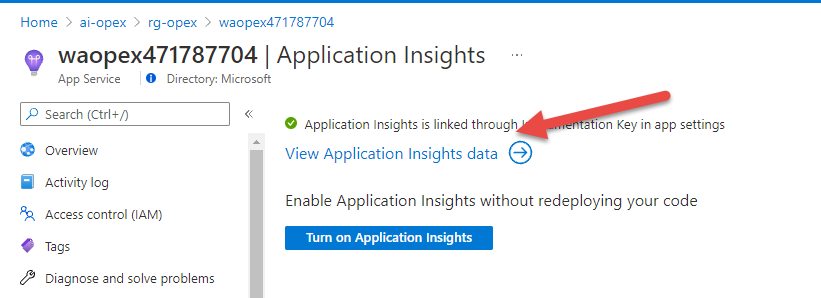 Home > ai-opex > rg-opex > waopex471787704
waopex471787704 | Application Insights ...
App Service | Directory: Microsoft
Search (Ctrl+/) «
Application Insights is linked through Key in app settings
View Application Insights data
Overview
Activity log
Enable Application Insights without redeploying your code
Access control (IAM)
Turn on Application Insights
Tags
Diagnose and solve problems